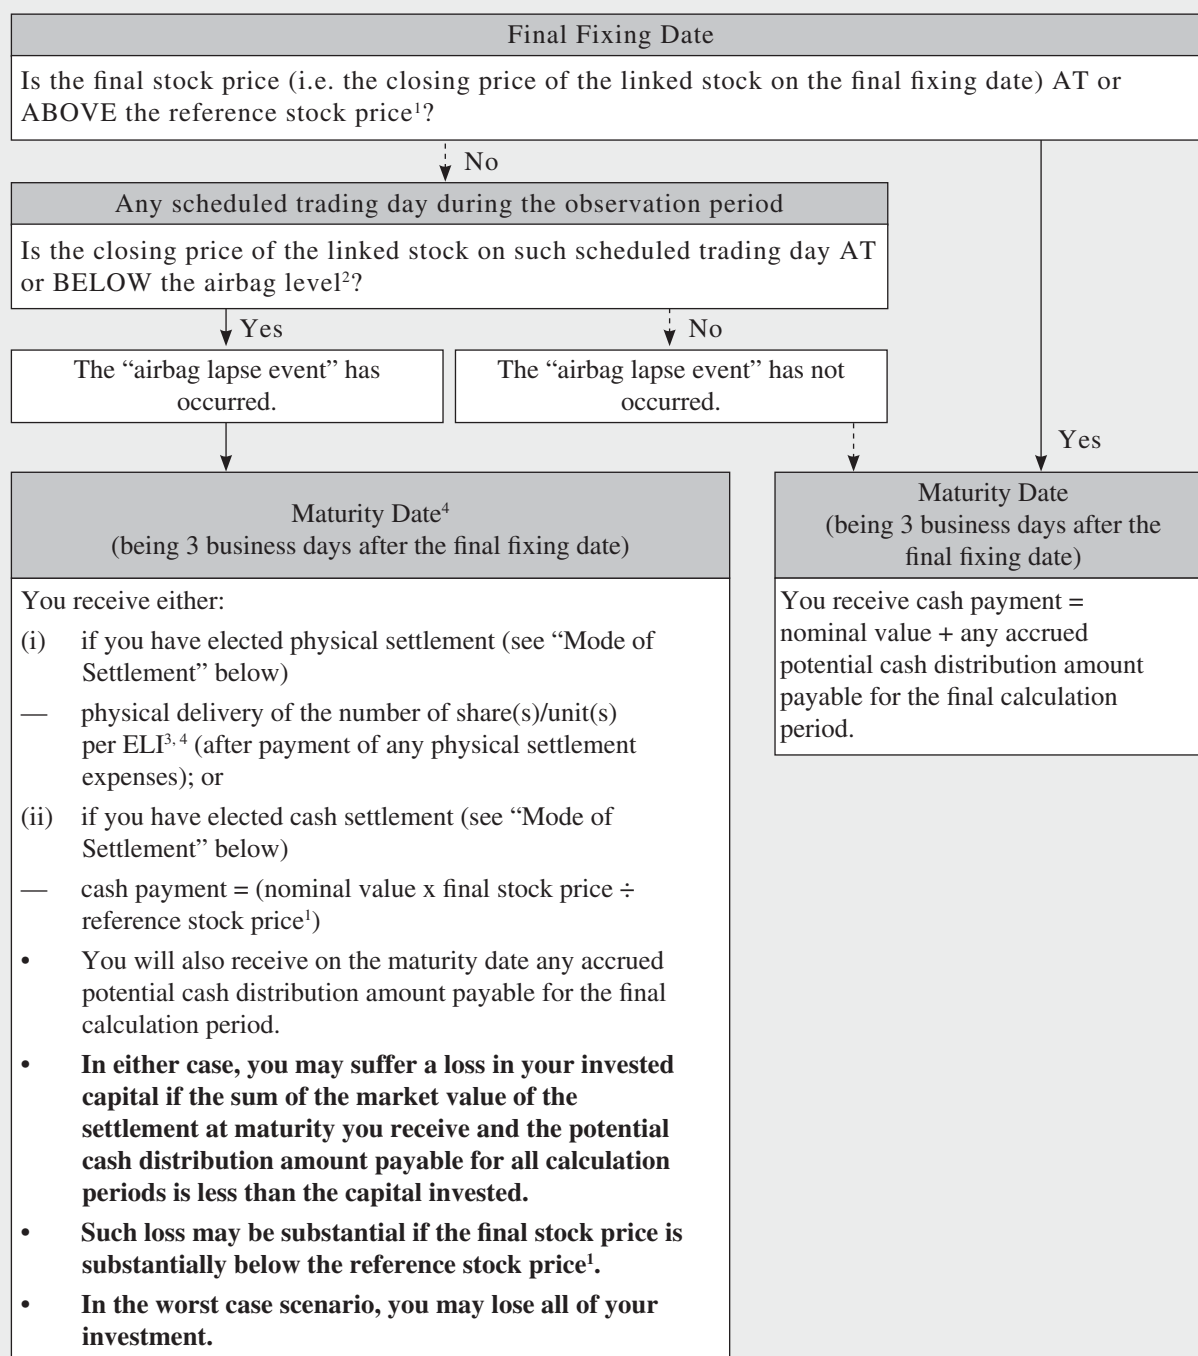 Final Fixing Date
Is the final stock price (i.e. the closing price of the linked stock on the final fixing date) AT or
ABOVE the reference stock price¹?
No
Any scheduled trading day during the observation period
Is the closing price of the linked stock on such scheduled trading day AT
or BELOW the airbag level²?
Yes
No
The “airbag lapse event” has
occurred.
The “airbag lapse event” has not
occurred.
Yes
Maturity Date⁴
(being 3 business days after the final fixing date)
You receive either:
(i) if you have elected physical settlement (see “Mode of
Settlement” below)
— physical delivery of the number of share(s)/unit(s)
per ELI³, ⁴ (after payment of any physical settlement
expenses); or
(ii) if you have elected cash settlement (see “Mode of
Settlement” below)
— cash payment = (nominal value x final stock price ÷
reference stock price¹)
• You will also receive on the maturity date any accrued
potential cash distribution amount payable for the final
calculation period.
• In either case, you may suffer a loss in your invested
capital if the sum of the market value of the
settlement at maturity you receive and the potential
cash distribution amount payable for all calculation
periods is less than the capital invested.
• Such loss may be substantial if the final stock price is
substantially below the reference stock price¹.
• In the worst case scenario, you may lose all of your
investment.
Maturity Date
(being 3 business days after the
final fixing date)
You receive cash payment =
nominal value + any accrued
potential cash distribution amount
payable for the final calculation
period.